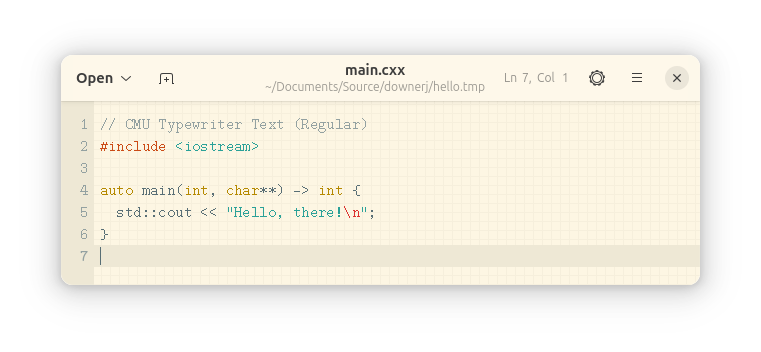 Open
main.cxx
~/Documents/Source/downerj/hello.tmp
Ln 7, Col 1
1 // CMU Typewriter Text (Regular)
2 #include <iostream>
3
4 auto main(int, char**) -> int {
5   std::cout << "Hello, there!\n";
6 }
7